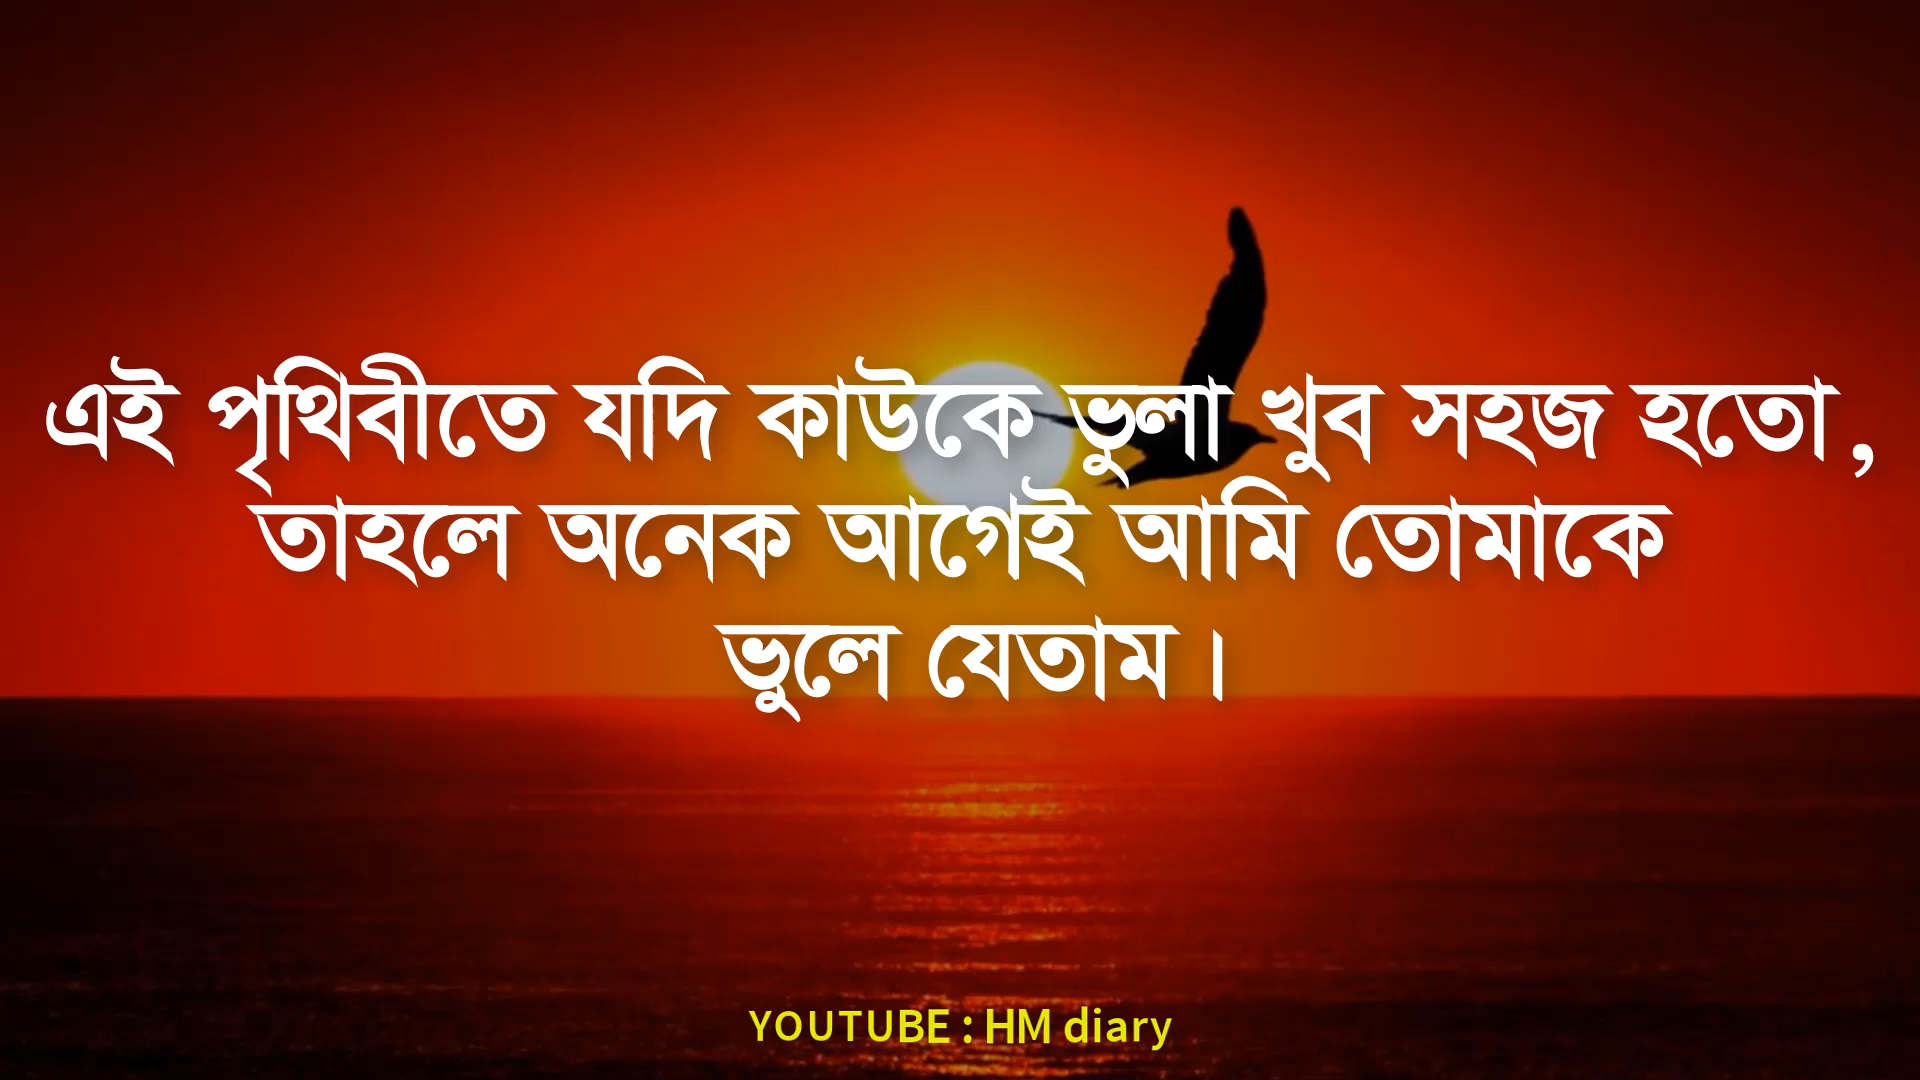 এই পৃথিবীতে যদি কাউকে ভুলা খুব সহজ হতো,
তাহলে অনেক আগেই আমি তোমাকে
ভুলে যেতাম।
YOUTUBE : HM diary